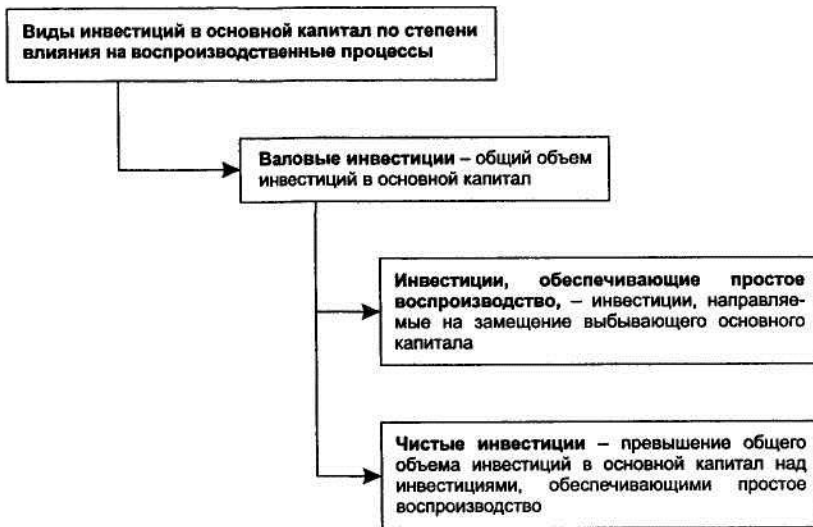 Виды инвестиций в основной капитал по степени
влияния на воспроизводственные процессы
Валовые инвестиции – общий объем
инвестиций в основной капитал
Инвестиции, обеспечивающие простое
воспроизводство, – инвестиции, направляе-
мые на замещение выбывающего основного
капитала
Чистые инвестиции – превышение общего
объема инвестиций в основной капитал над
инвестициями, обеспечивающими простое
воспроизводство